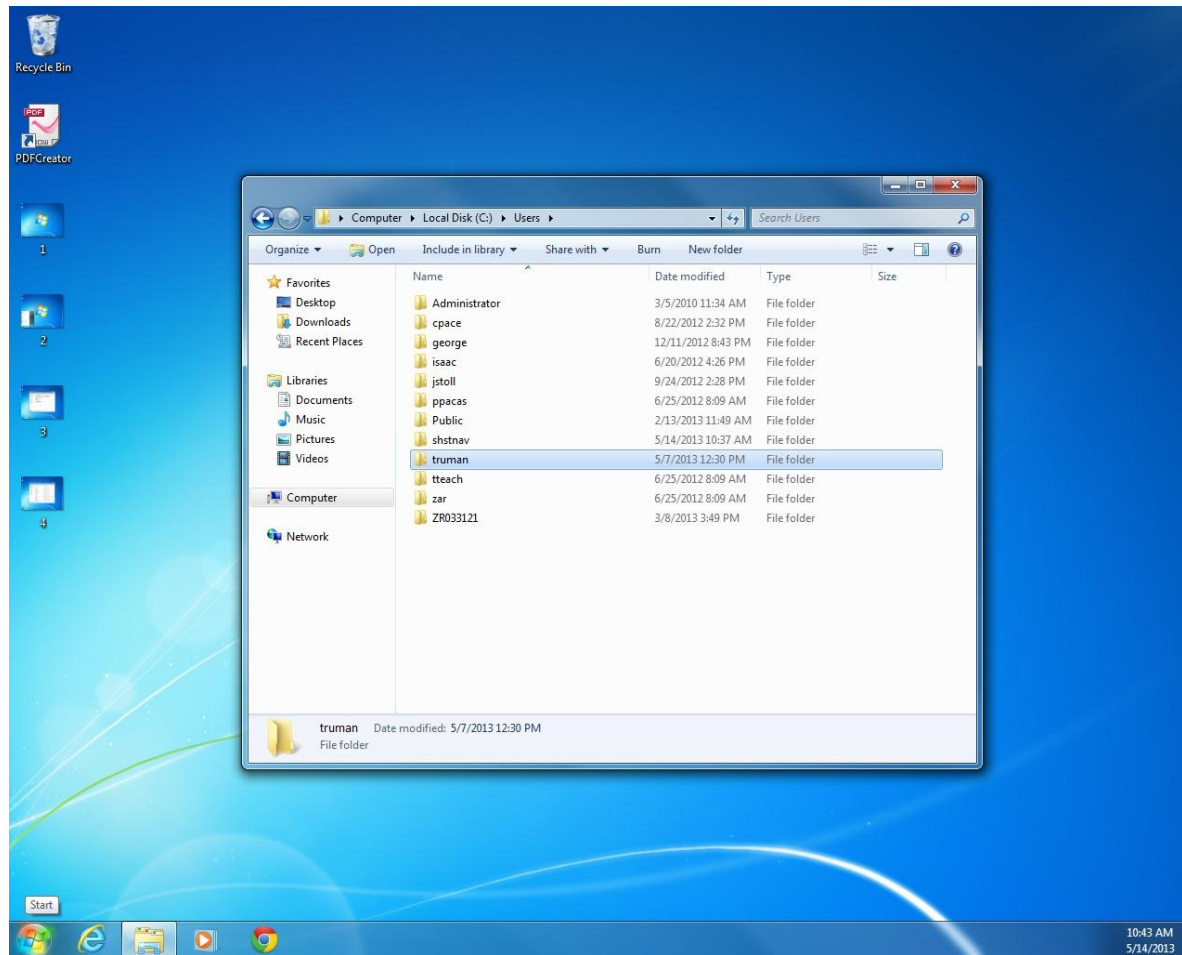 Recycle Bin
PDF
PDFCreator
1
2
3
4
Computer Local Disk (C:) Users Search Users
Organize Open Include in library Share with Burn New folder
Favorites
Desktop
Downloads
Recent Places
Libraries
Documents
Music
Pictures
Videos
Computer
Network
Name Date modified Type Size
Administrator 3/5/2010 11:34 AM File folder
cpace 8/22/2012 2:32 PM File folder
george 12/11/2012 8:43 PM File folder
isaac 6/20/2012 4:26 PM File folder
jstoll 9/24/2012 2:28 PM File folder
ppacas 6/25/2012 8:09 AM File folder
Public 2/13/2013 11:49 AM File folder
shstnav 5/14/2013 10:37 AM File folder
truman 5/7/2013 12:30 PM File folder
tteach 6/25/2012 8:09 AM File folder
zar 6/25/2012 8:09 AM File folder
ZR033121 3/8/2013 3:49 PM File folder
truman Date modified: 5/7/2013 12:30 PM
File folder
Start
10:43 AM
5/14/2013